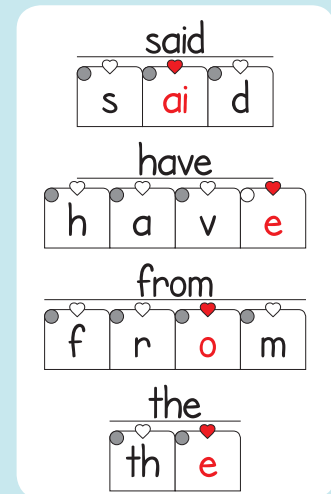 said
s ai d
have
h a v e
from
f r o m
the
th e